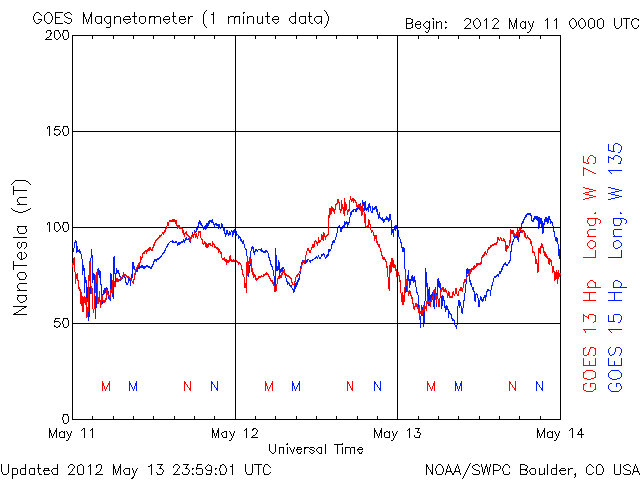 GOES Magnetometer (1 minute data)
Begin: 2012 May 11 0000 UTC
200
150
100
50
0
NanoTesla (nT)
M M N N M M N N M M N N
May 11 May 12 May 13 May 14
Universal Time
GOES 13 Hp Long. W 75
GOES 15 Hp Long. W 135
Updated 2012 May 13 23:59:01 UTC
NOAA/SWPC Boulder, CO USA